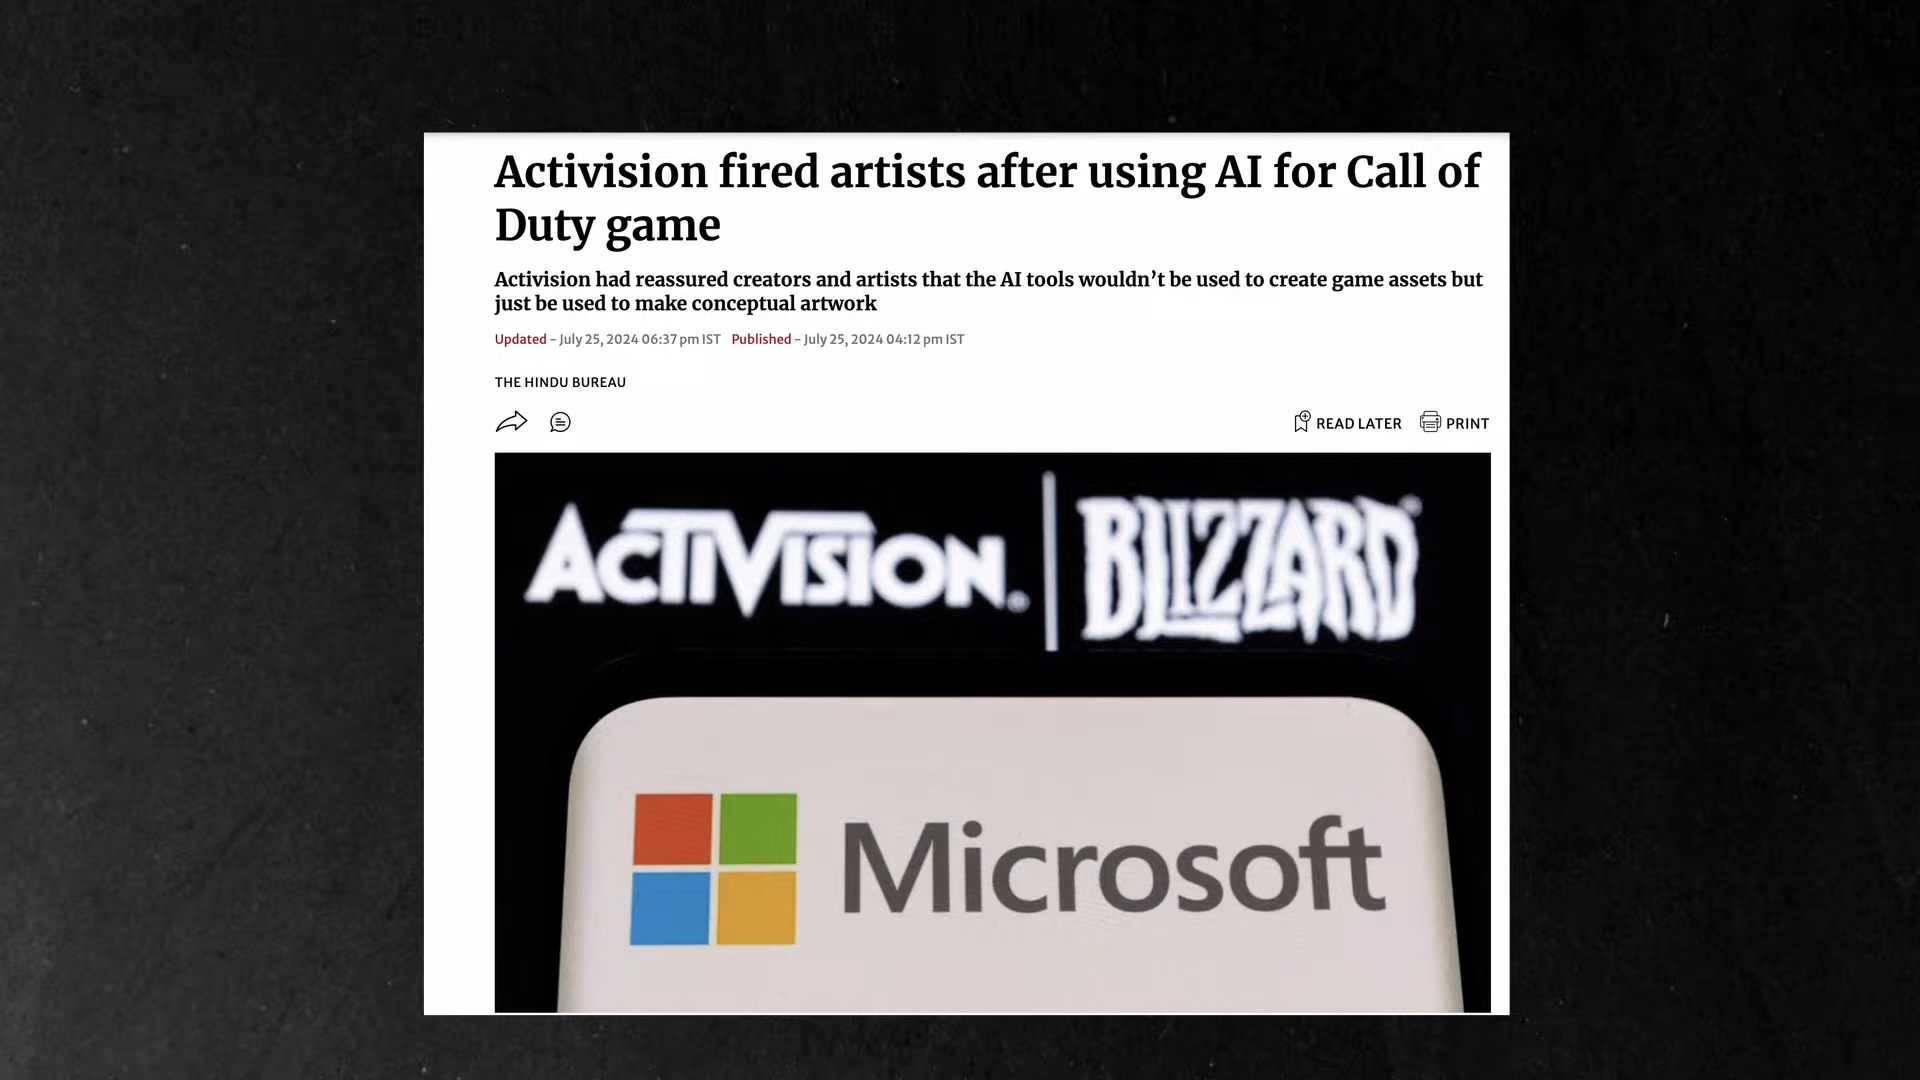 Activision fired artists after using AI for Call of
Duty game
Activision had reassured creators and artists that the AI tools wouldn’t be used to create game assets but
just be used to make conceptual artwork
Updated - July 25, 2024 06:37 pm IST Published - July 25, 2024 04:12 pm IST
THE HINDU BUREAU
READ LATER PRINT
ACTIVISION. BLIZZARD
Microsoft